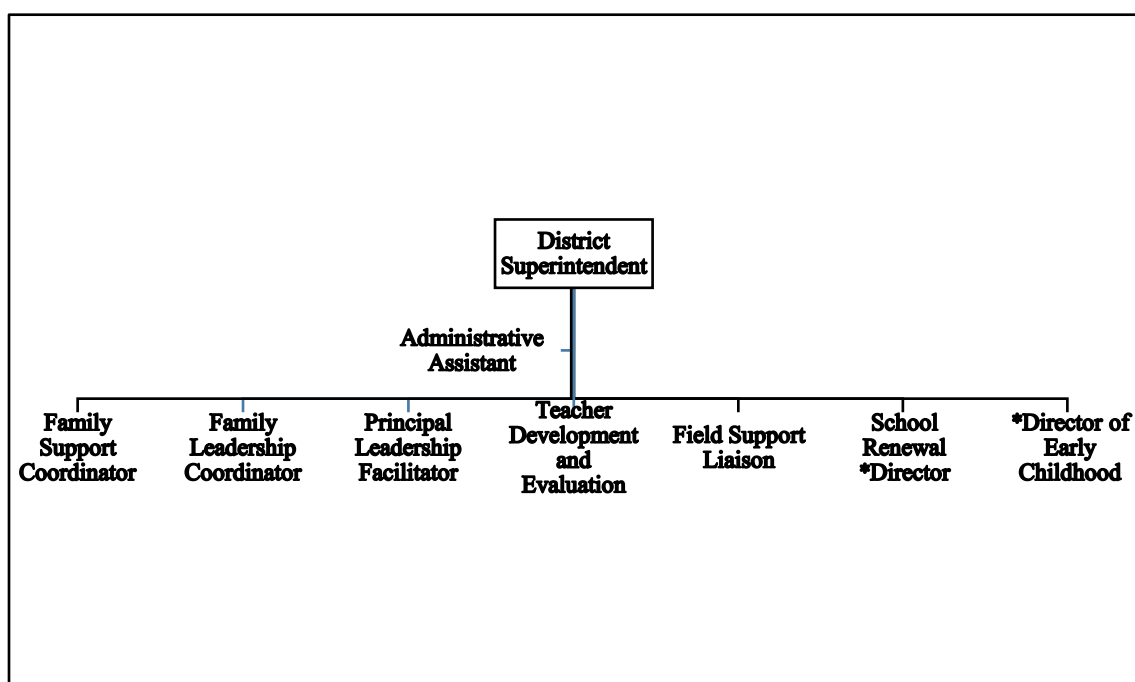 District
Superintendent
Administrative
Assistant
Family
Support
Coordinator
Family
Leadership
Coordinator
Principal
Leadership
Facilitator
Teacher
Development
and
Evaluation
Field Support
Liaison
School
Renewal
*Director
*Director of
Early
Childhood